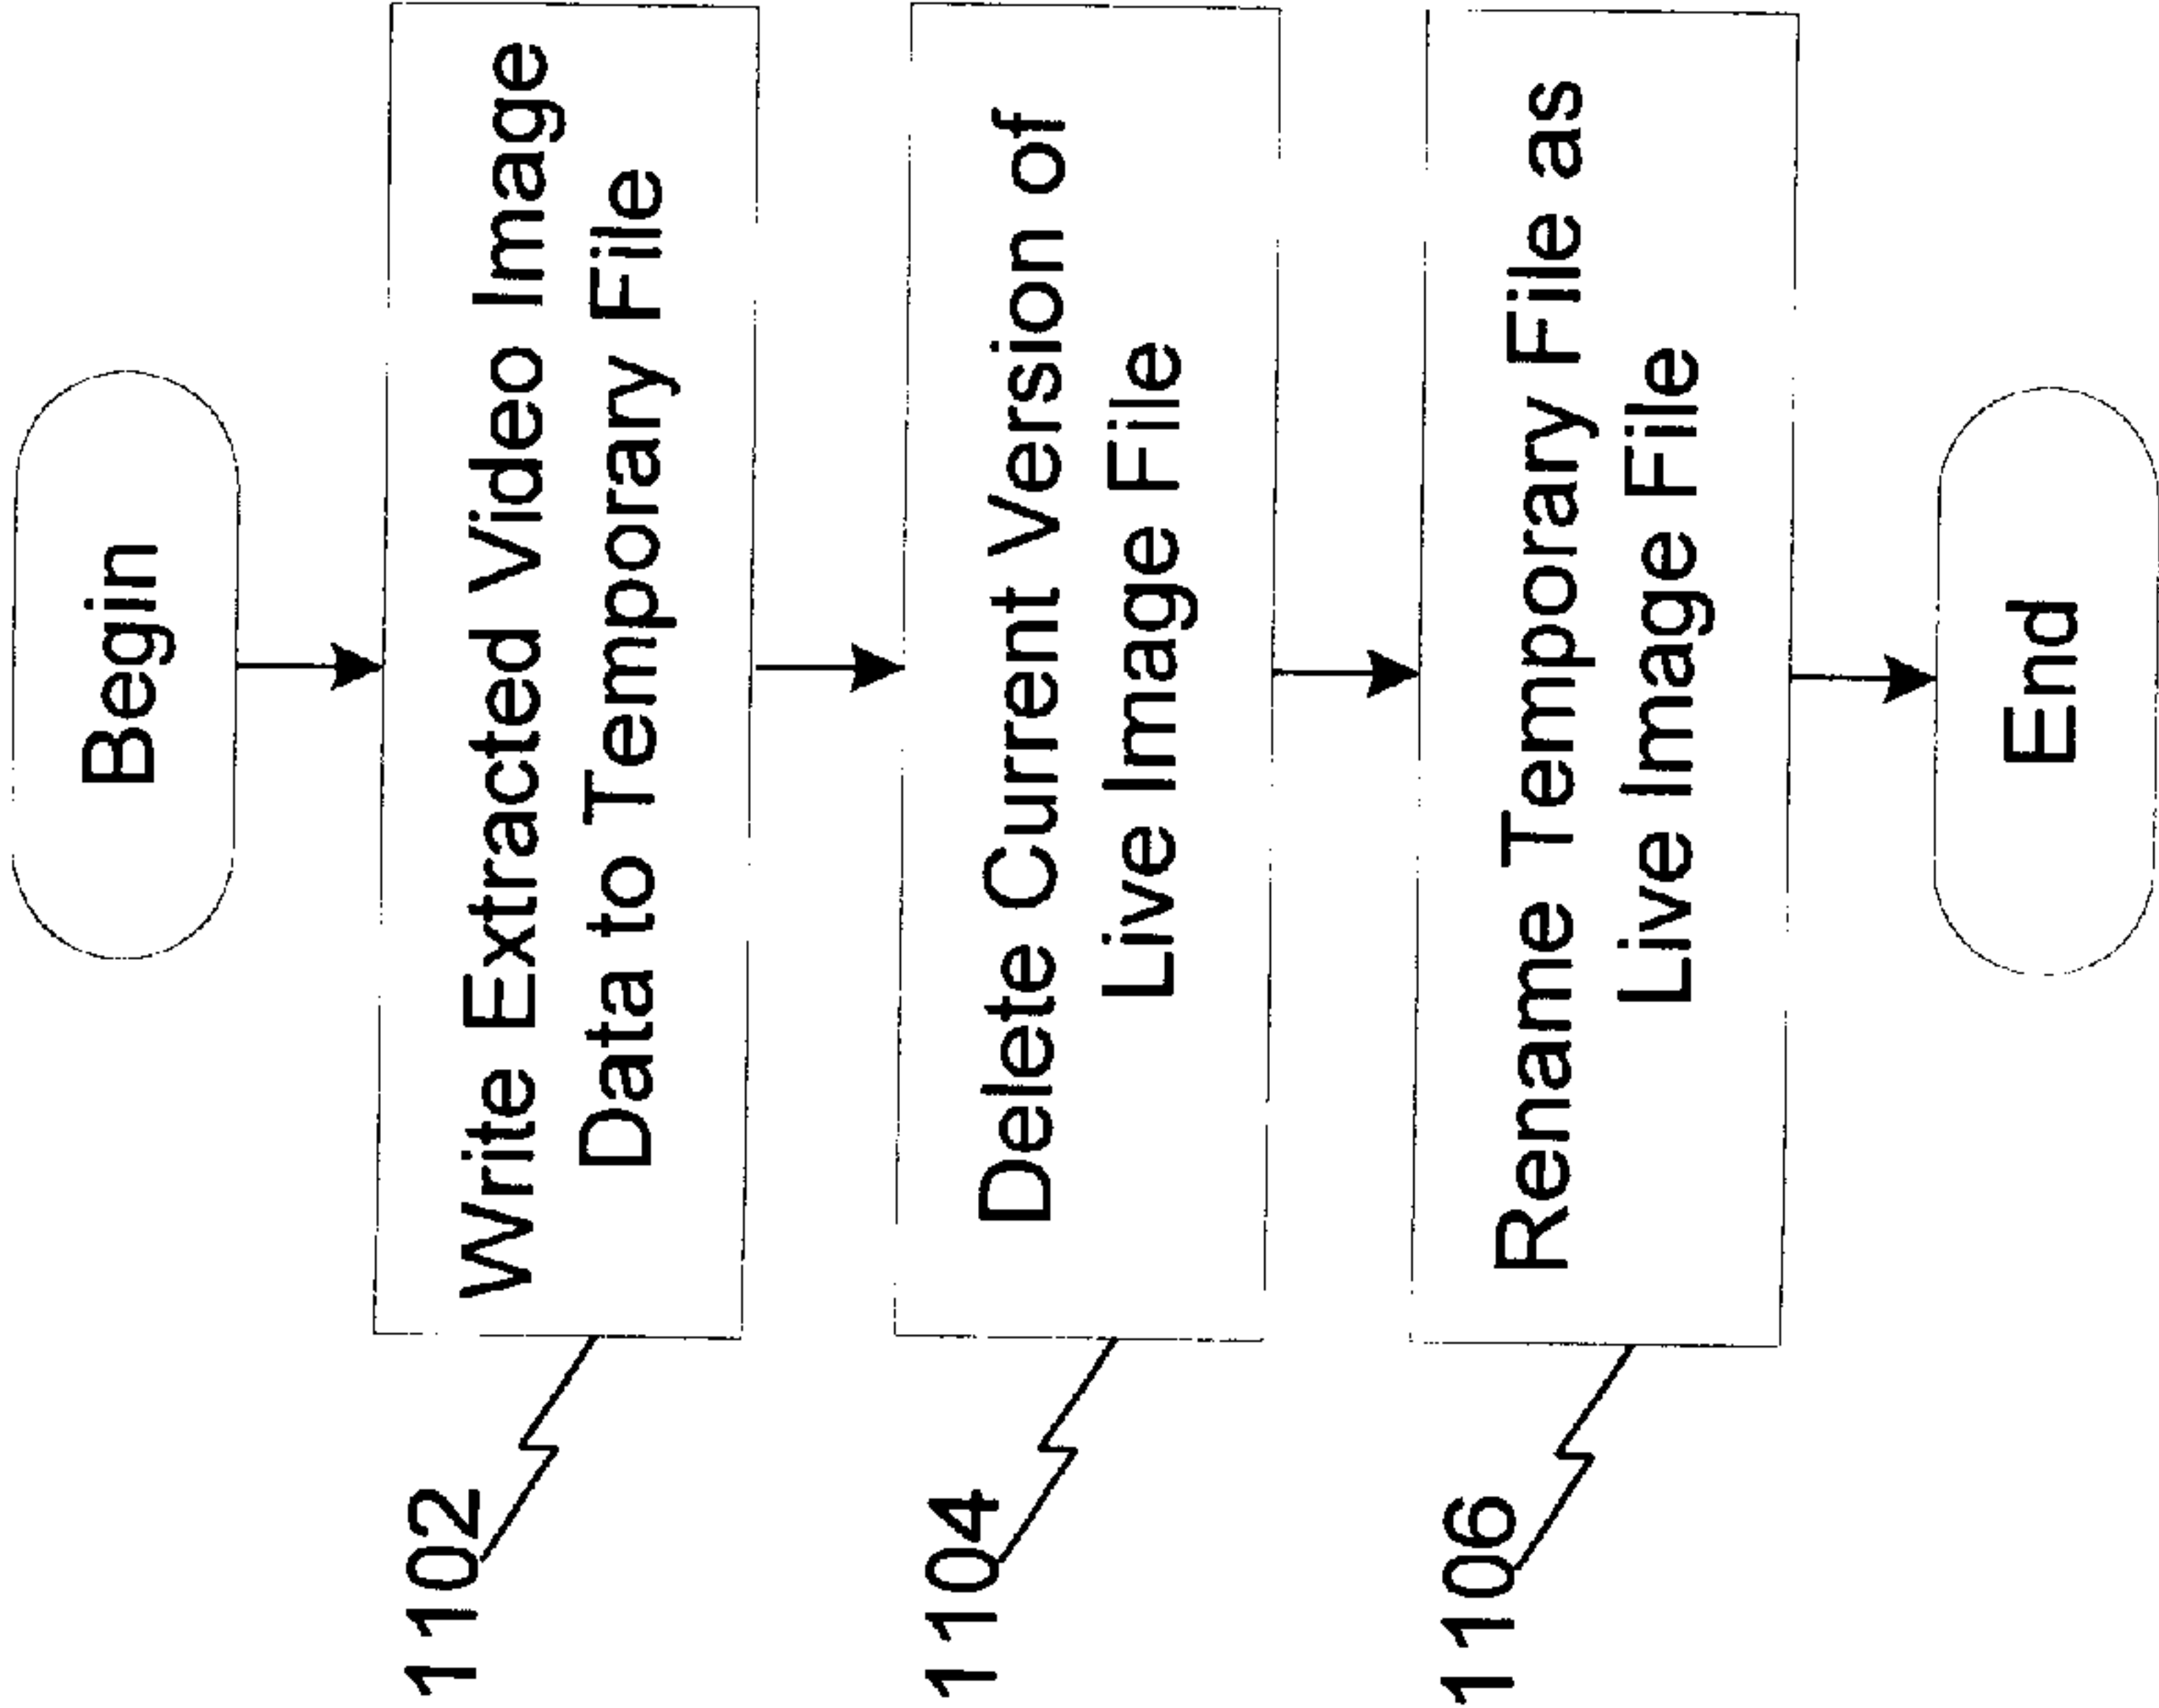 Begin
1102
Write Extracted Video Image
Data to Temporary File
1104
Delete Current Version of
Live Image File
1106
Rename Temporary File as
Live Image File
End